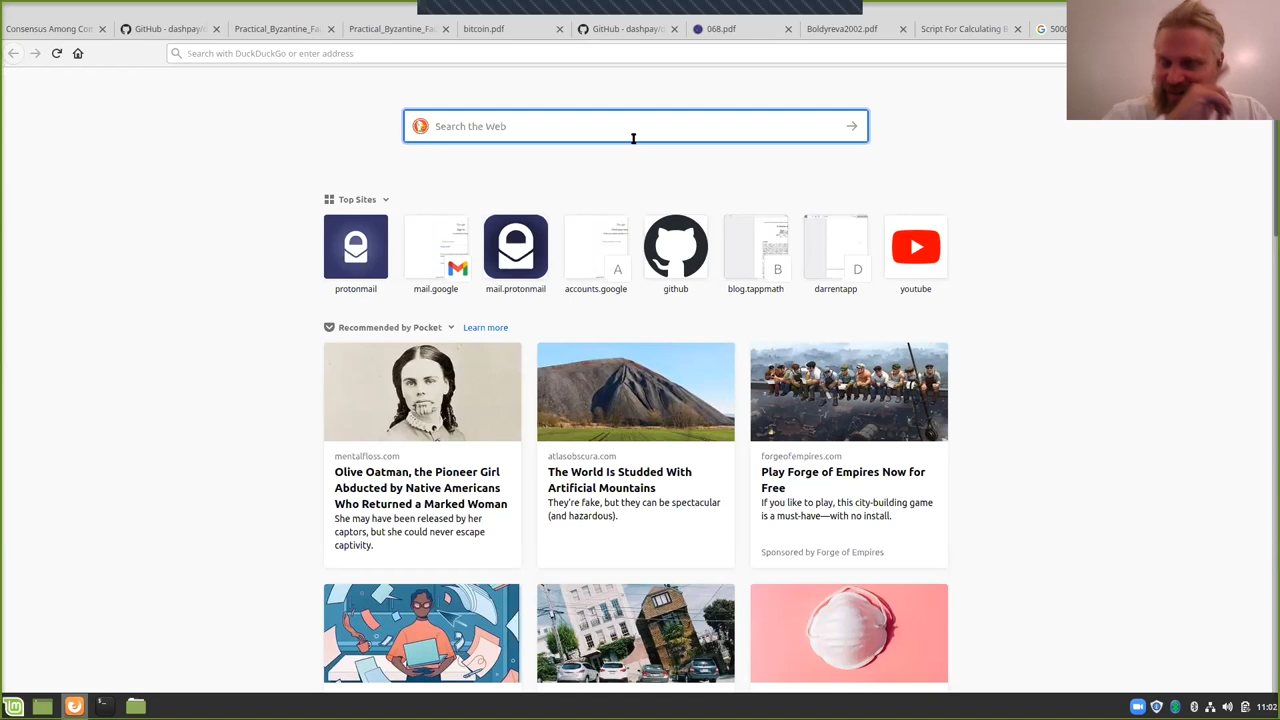 Consensus Among Con
GitHub - dashpay/d
Practical_Byzantine_Fau
Practical_Byzantine_Fau
bitcoin.pdf
GitHub - dashpay/d
068.pdf
Boldyreva2002.pdf
Script For Calculating B
5000
Search with DuckDuckGo or enter address
Search the Web
Top Sites
A
B
D
protonmail
mail.google
mail.protonmail
accounts.google
github
blog.tappmath
darrentapp
youtube
Recommended by Pocket
Learn more
mentalfloss.com
Olive Oatman, the Pioneer Girl
Abducted by Native Americans
Who Returned a Marked Woman
She may have been released by her
captors, but she could never escape
captivity.
atlasobscura.com
The World Is Studded With
Artificial Mountains
They're fake, but they can be spectacular
(and hazardous).
forgeofempires.com
Play Forge of Empires Now for
Free
If you like to play, this city-building game
is a must-have—with no install.
Sponsored by Forge of Empires
11:02